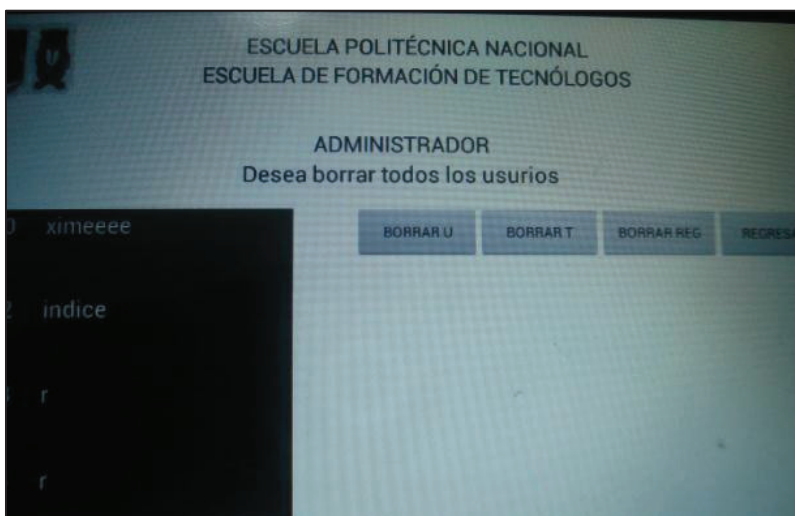 ESCUELA POLITÉCNICA NACIONAL
ESCUELA DE FORMACIÓN DE TECNÓLOGOS
ADMINISTRADOR
Desea borrar todos los usurios
BORRAR U BORRAR T BORRAR REG
ximeeee
indice
r
r